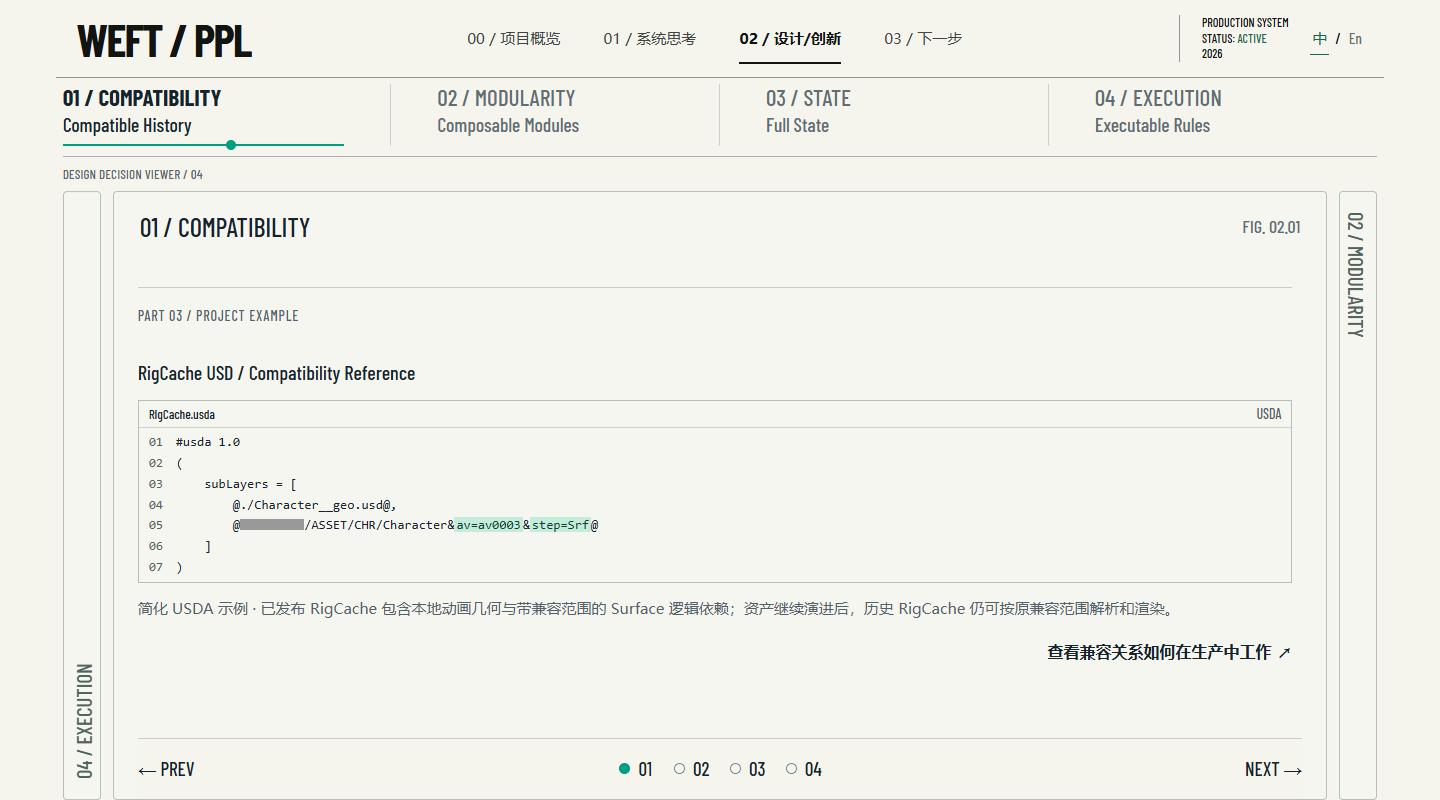 WEFT / PPL
00 / 项目概览
01 / 系统思考
02 / 设计/创新
03 / 下一步
PRODUCTION SYSTEM
STATUS: ACTIVE
2026
中 / En
01 / COMPATIBILITY
Compatible History
02 / MODULARITY
Composable Modules
03 / STATE
Full State
04 / EXECUTION
Executable Rules
DESIGN DECISION VIEWER / 04
04 / EXECUTION
01 / COMPATIBILITY
FIG. 02.01
02 / MODULARITY
PART 03 / PROJECT EXAMPLE
RigCache USD / Compatibility Reference
RIgCache.usda
USDA
01 #usda 1.0
02 (
03 subLayers = [
04 @./Character__geo.usd@,
05 @/ASSET/CHR/Character&av=av0003&step=Srf@
06 ]
07 )
简化 USDA 示例 · 已发布 RigCache 包含本地动画几何与带兼容范围的 Surface 逻辑依赖；资产继续演进后，历史 RigCache 仍可按原兼容范围解析和渲染。
查看兼容关系如何在生产中工作 ↗
← PREV
01
02
03
04
NEXT →